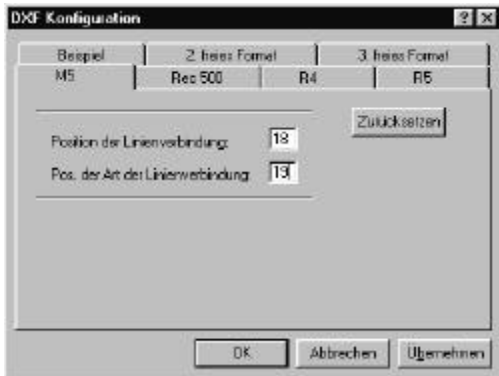 DXF Konfiguration
Beispiel 2. freies Format 3. freies Format
M5 Rec 500 R4 R5
Position der Linienverbindung: 18 Zurücksetzen
Pos. der Art der Linienverbindung 19
OK Abbrechen Übernehmen